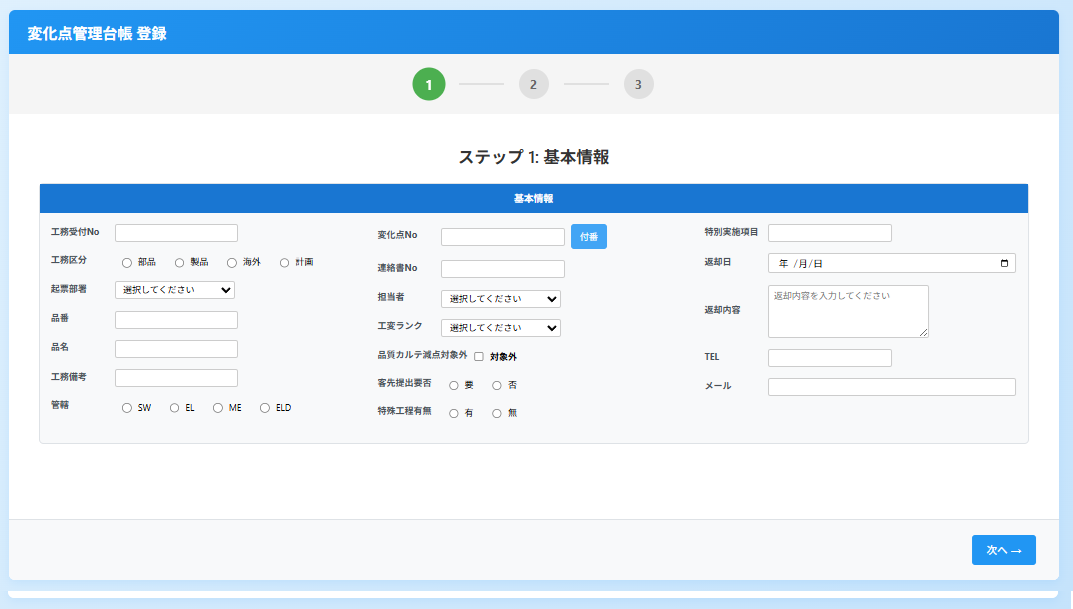 変化点管理台帳 登録
1
2
3
ステップ 1: 基本情報
基本情報
工務受付No
工務区分
部品
製品
海外
計画
起票部署
選択してください
品番
品名
工務備考
管轄
SW
EL
ME
ELD
変化点No
付番
連絡書No
担当者
選択してください
工変ランク
選択してください
品質カルテ減点対象外
対象外
客先提出要否
要
否
特殊工程有無
有
無
特別実施項目
返却日
年 /月/日
返却内容
返却内容を入力してください
TEL
メール
次へ →